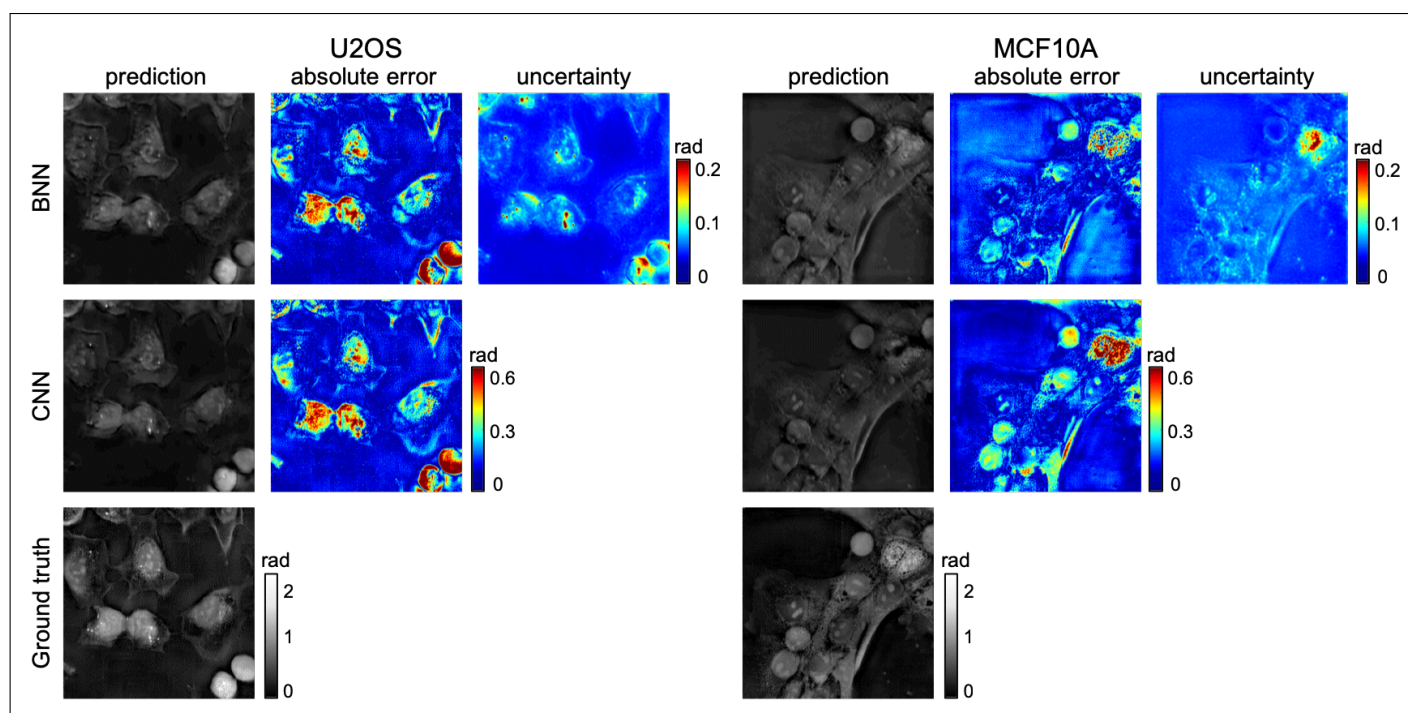 U2OS
MCF10A
prediction absolute error uncertainty
prediction absolute error uncertainty
BNN
rad
0.2
0.1
0
rad
0.2
0.1
0
CNN
rad
0.6
0.3
0
rad
0.6
0.3
0
Ground truth
rad
2
1
0
rad
2
1
0